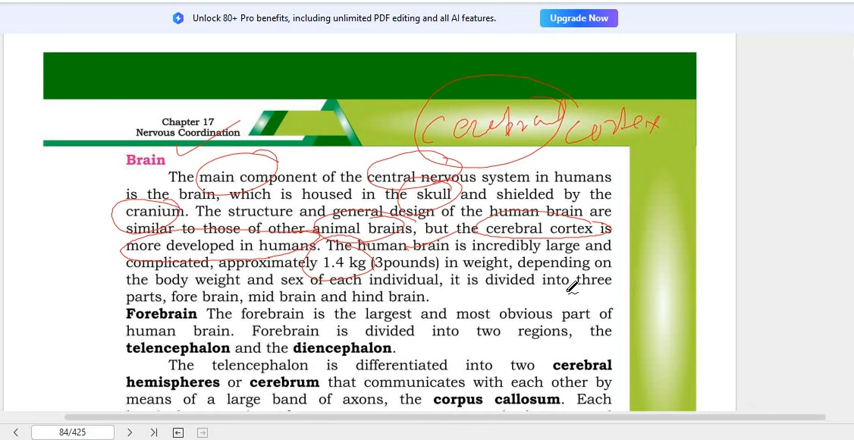 Unlock 80+ Pro benefits, including unlimited PDF editing and all AI features.
Upgrade Now
Chapter 17
Nervous Coordination
Cerebral cortex
Brain
The main component of the central nervous system in humans
is the brain, which is housed in the skull and shielded by the
cranium. The structure and general design of the human brain are
similar to those of other animal brains, but the cerebral cortex is
more developed in humans. The human brain is incredibly large and
complicated, approximately 1.4 kg (3pounds) in weight, depending on
the body weight and sex of each individual, it is divided into three
parts, fore brain, mid brain and hind brain.
Forebrain The forebrain is the largest and most obvious part of
human brain. Forebrain is divided into two regions, the
telencephalon and the diencephalon.
The telencephalon is differentiated into two cerebral
hemispheres or cerebrum that communicates with each other by
means of a large band of axons, the corpus callosum. Each
84/425